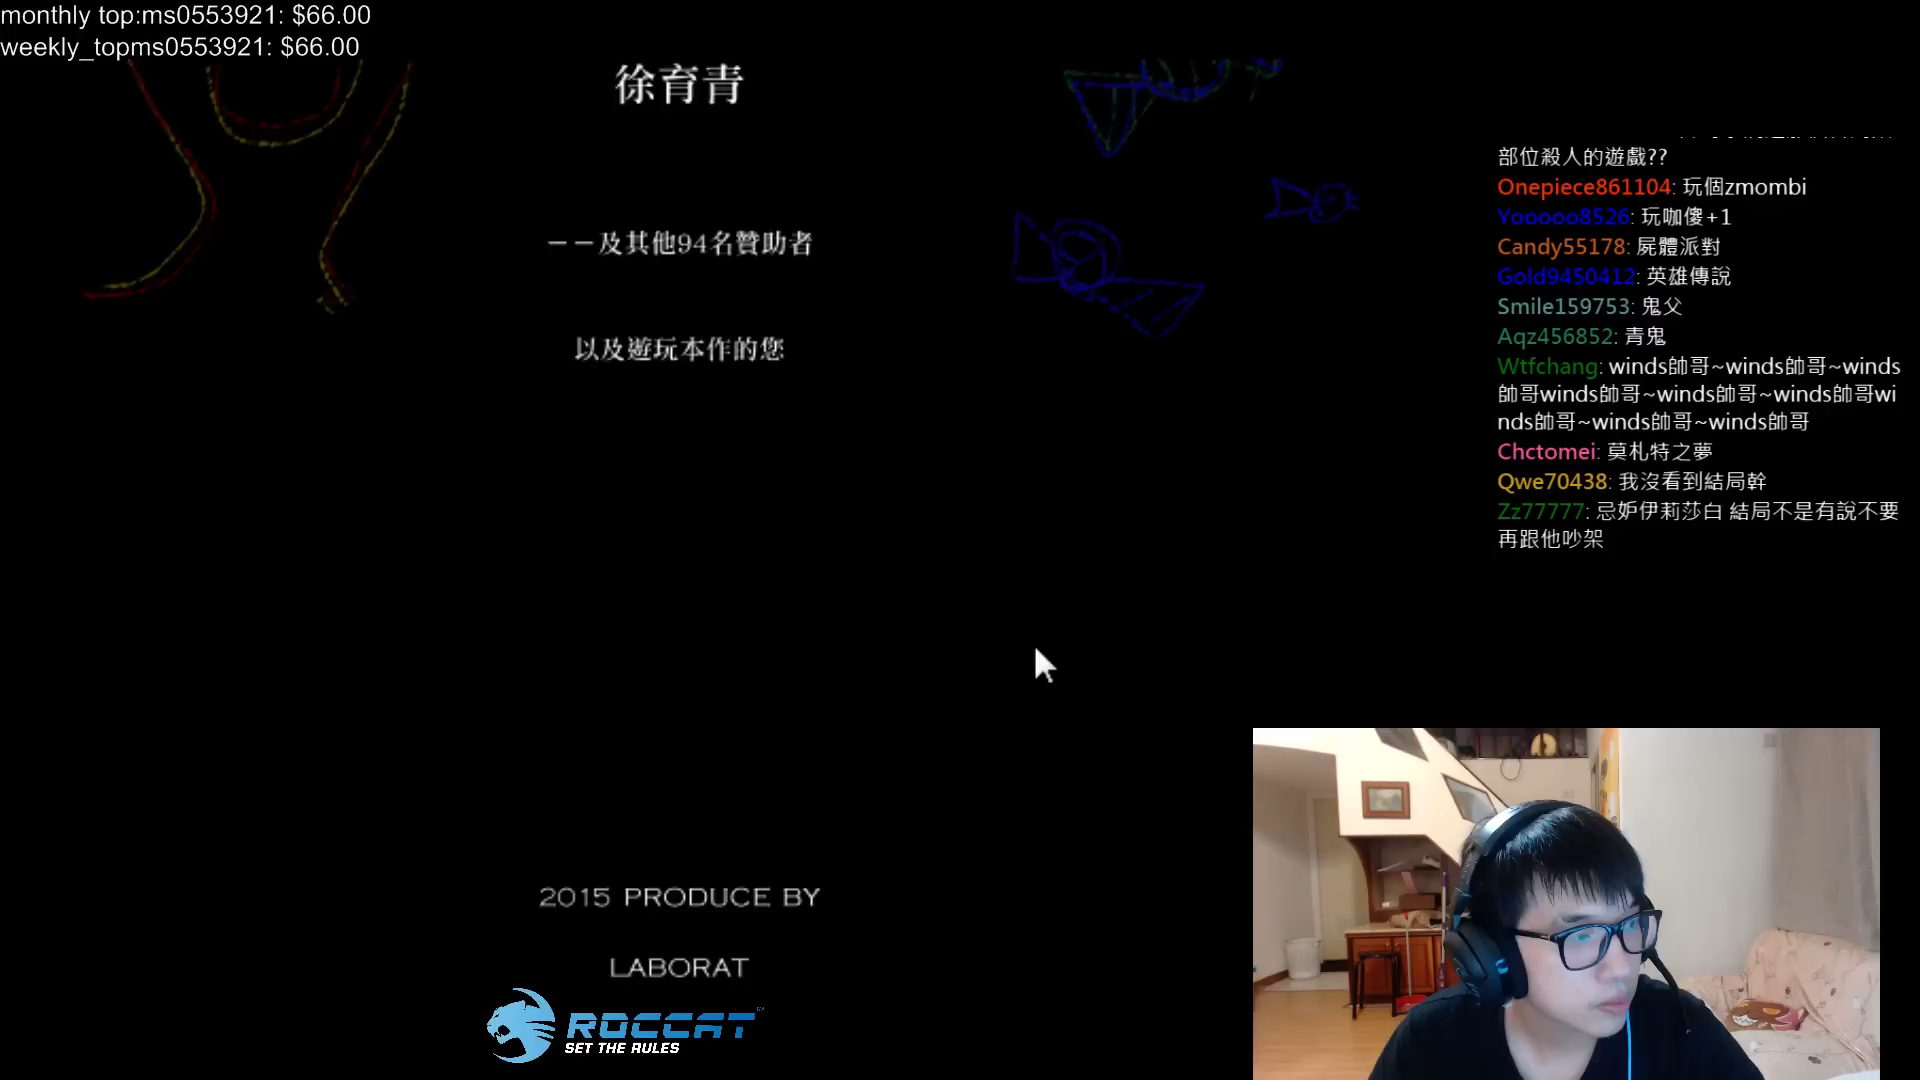 monthly top:ms0553921: $66.00
weekly_topms0553921: $66.00
徐育青
－－及其他94名贊助者
以及遊玩本作的您
2015 PRODUCE BY
LABORAT
ROCCAT
SET THE RULES
部位殺人的遊戲??
Onepiece861104: 玩個zmombi
Yooooo8526: 玩咖傻+1
Candy55178: 屍體派對
Gold9450412: 英雄傳說
Smile159753: 鬼父
Aqz456852: 青鬼
Wtfchang: winds帥哥~winds帥哥~winds
帥哥winds帥哥~winds帥哥~winds帥哥wi
nds帥哥~winds帥哥~winds帥哥
Chctomei: 莫札特之夢
Qwe70438: 我沒看到結局幹
Zz77777: 忌妒伊莉莎白 結局不是有說不要
再跟他吵架